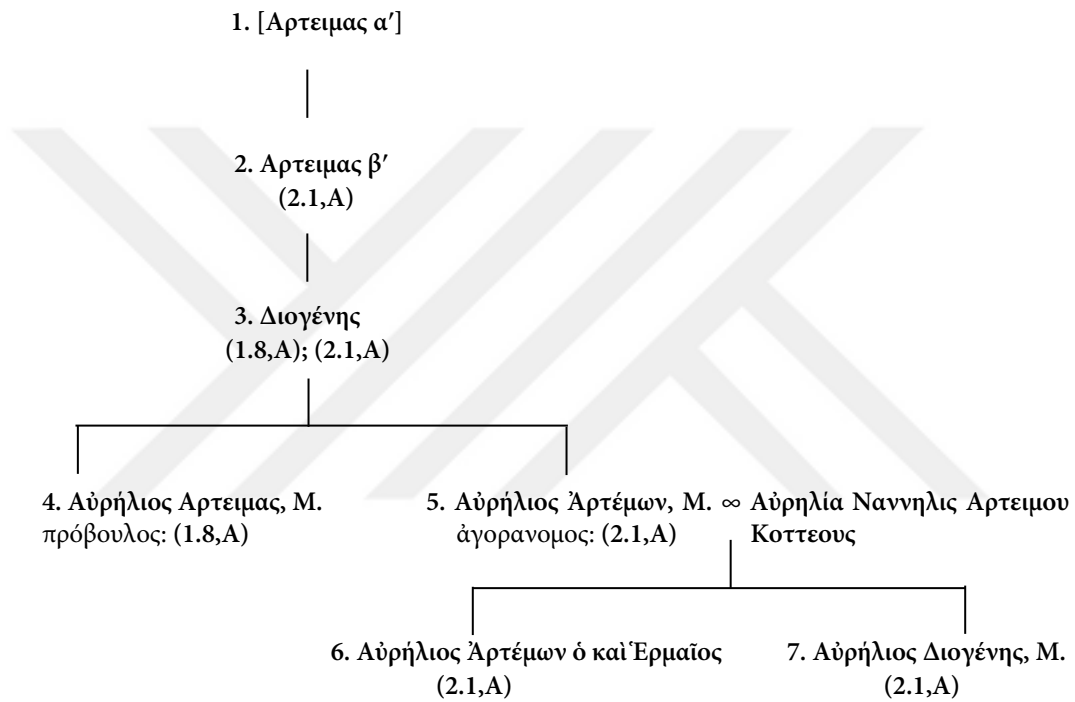 1. [Αρτειμας α′]
2. Αρτειμας β′
(2.1,A)
3. Διογένης
(1.8,A); (2.1,A)
4. Αὐρήλιος Αρτειμας, Μ.
πρόβουλος: (1.8,A)
5. Αὐρήλιος Ἀρτέμων, Μ. ∞ Αὐρηλία Ναννηλις Αρτειμου
ἀγορανομος: (2.1,A) Κοττεους
6. Αὐρήλιος Ἀρτέμων ὁ καὶ Ἑρμαῖος
(2.1,A)
7. Αὐρήλιος Διογένης, Μ.
(2.1,A)